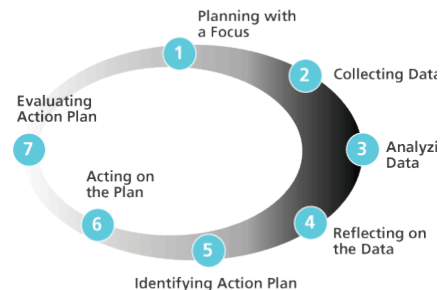 1
Planning with
a Focus
2
Collecting Data
3
Analyzi
Data
4
Reflecting on
the Data
5
Identifying Action Plan
6
Acting on
the Plan
7
Evaluating
Action Plan